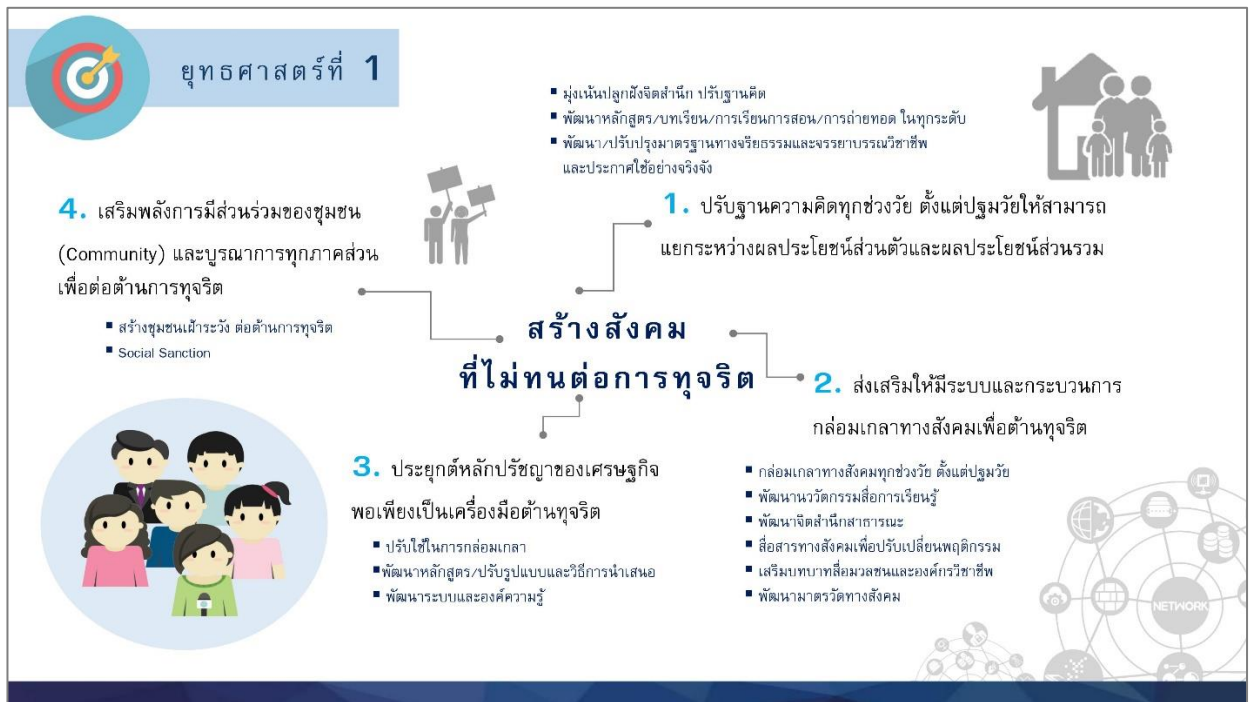 ยุทธศาสตร์ที่ 1
▪ มุ่งเน้นปลูกฝังจิตสำนึก ปรับฐานคิด
▪ พัฒนาหลักสูตร/บทเรียน/การเรียนการสอน/การถ่ายทอด ในทุกระดับ
▪ พัฒนา/ปรับปรุงมาตรฐานทางจริยธรรมและจรรยาบรรณวิชาชีพ
และประกาศใช้อย่างจริงจัง
1. ปรับฐานความคิดทุกช่วงวัย ตั้งแต่ปฐมวัยให้สามารถ
แยกระหว่างผลประโยชน์ส่วนตัวและผลประโยชน์ส่วนรวม
4. เสริมพลังการมีส่วนร่วมของชุมชน
(Community) และบูรณาการทุกภาคส่วน
เพื่อต่อต้านการทุจริต
▪ สร้างชุมชนเฝ้าระวัง ต่อต้านการทุจริต
▪ Social Sanction
สร้างสังคม
ที่ไม่ทนต่อการทุจริต
2. ส่งเสริมให้มีระบบและกระบวนการ
กล่อมเกลาทางสังคมเพื่อต้านทุจริต
▪ กล่อมเกลาทางสังคมทุกช่วงวัย ตั้งแต่ปฐมวัย
▪ พัฒนานวัตกรรมสื่อการเรียนรู้
▪ พัฒนาจิตสำนึกสาธารณะ
▪ สื่อสารทางสังคมเพื่อปรับเปลี่ยนพฤติกรรม
▪ เสริมบทบาทสื่อมวลชนและองค์กรวิชาชีพ
▪ พัฒนามาตรวัดทางสังคม
3. ประยุกต์หลักปรัชญาของเศรษฐกิจ
พอเพียงเป็นเครื่องมือต้านทุจริต
▪ ปรับใช้ในการกล่อมเกลา
▪พัฒนาหลักสูตร/ปรับรูปแบบและวิธีการนำเสนอ
▪ พัฒนาระบบและองค์ความรู้
NETWORK